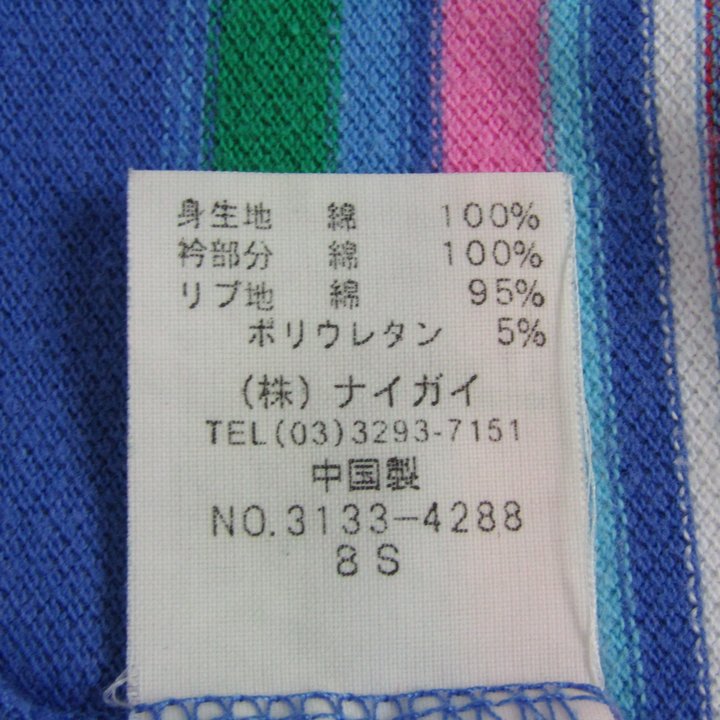 身生地 綿 100%
衿部分 綿 100%
リブ地 綿 95%
ポリウレタン 5%
(株)ナイガイ
TEL(03)3293-7151
中国製
NO.3133-4288
8S